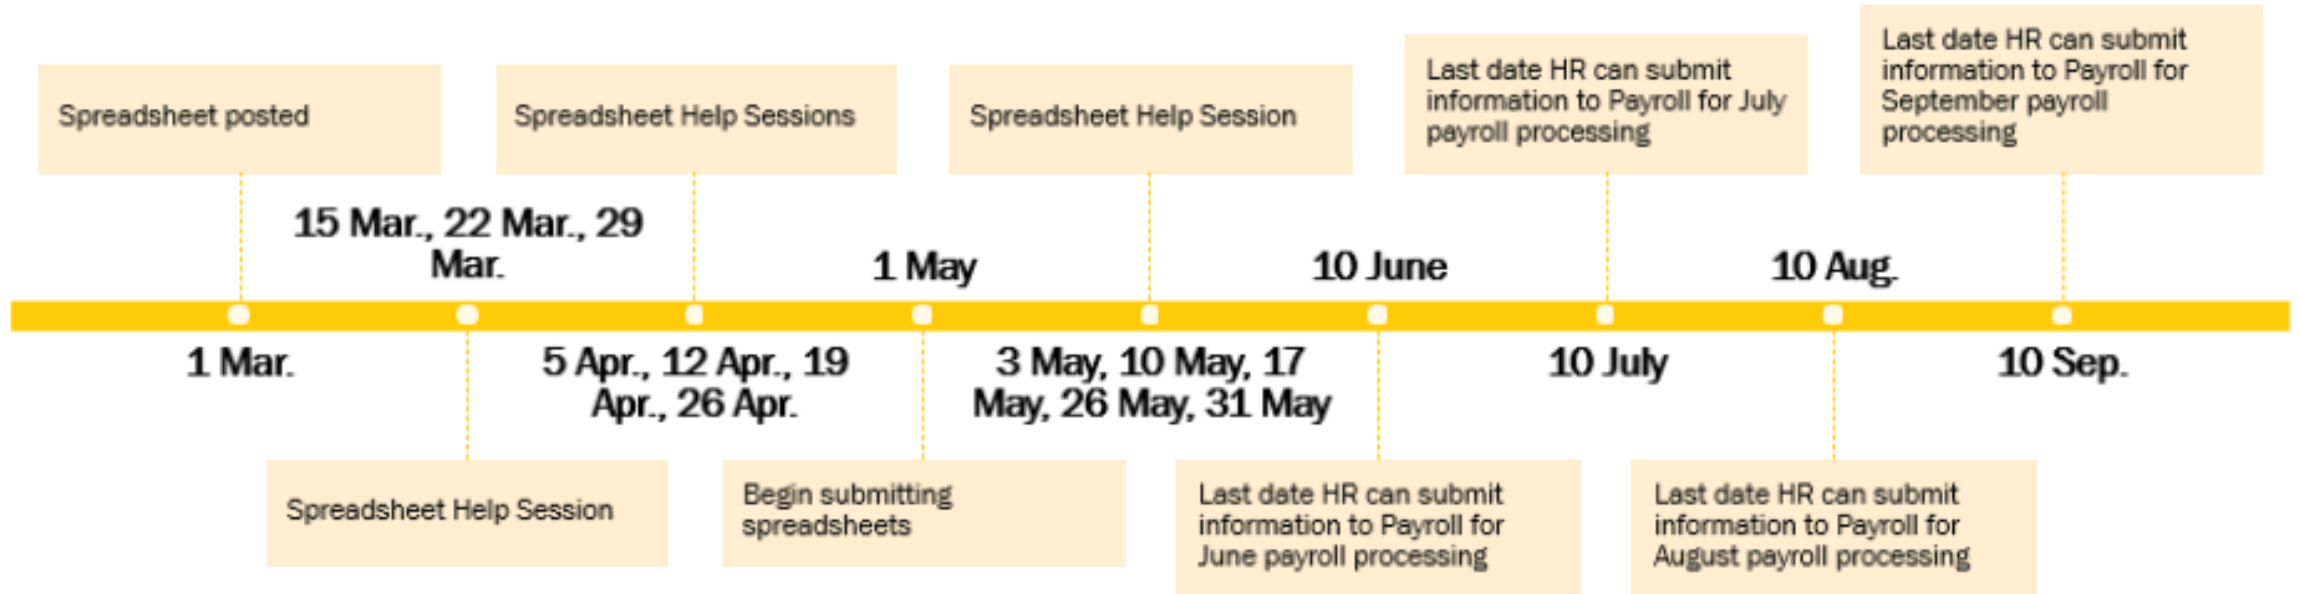 Spreadsheet posted
1 Mar.
15 Mar., 22 Mar., 29
Mar.
Spreadsheet Help Session
Spreadsheet Help Sessions
5 Apr., 12 Apr., 19
Apr., 26 Apr.
1 May
Begin submitting
spreadsheets
Spreadsheet Help Session
3 May, 10 May, 17
May, 26 May, 31 May
10 June
Last date HR can submit
information to Payroll for
June payroll processing
Last date HR can submit
information to Payroll for July
payroll processing
10 July
10 Aug.
Last date HR can submit
information to Payroll for
August payroll processing
Last date HR can submit
information to Payroll for
September payroll
processing
10 Sep.